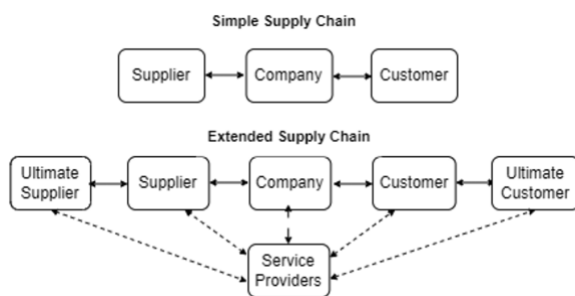 Simple Supply Chain
Supplier
Company
Customer
Extended Supply Chain
Ultimate
Supplier
Supplier
Company
Customer
Ultimate
Customer
Service
Providers